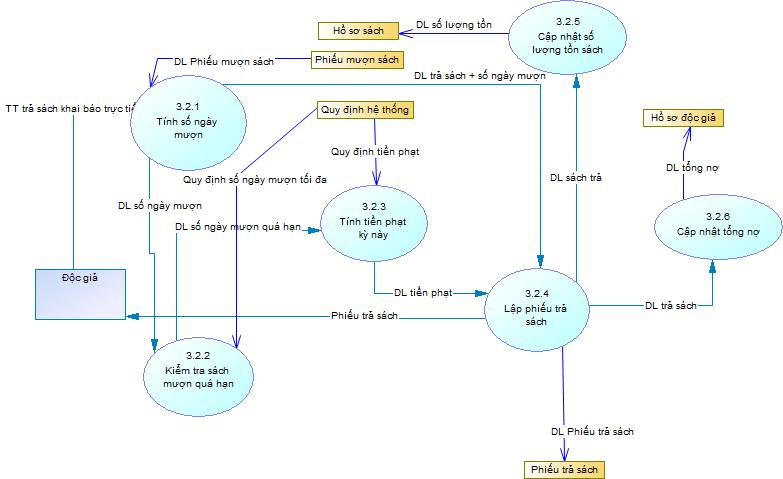 Hồ sơ sách
DL số lượng tồn
3.2.5
Cập nhật số
lượng tồn sách
DL Phiếu mượn sách
Phiếu mượn sách
DL trả sách + số ngày mượn
TT trả sách khai báo trực tiế
3.2.1
Tính số ngày
mượn
Quy định hệ thống
Hồ sơ độc giả
Quy định tiền phạt
DL tổng nợ
Quy định số ngày mượn tối đa
DL sách trả
DL số ngày mượn
3.2.3
Tính tiền phạt
kỳ này
3.2.6
Cập nhật tổng nợ
DL số ngày mượn quá hạn
Độc giả
DL tiền phạt
3.2.4
Lập phiếu trả
sách
DL trả sách
Phiếu trả sách
3.2.2
Kiểm tra sách
mượn quá hạn
DL Phiếu trả sách
Phiếu trả sách